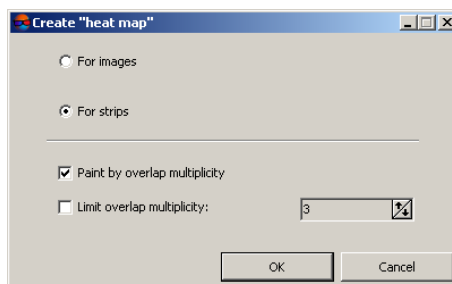 Create "heat map"
For images
For strips
Paint by overlap multiplicity
Limit overlap multiplicity: 3
OK Cancel